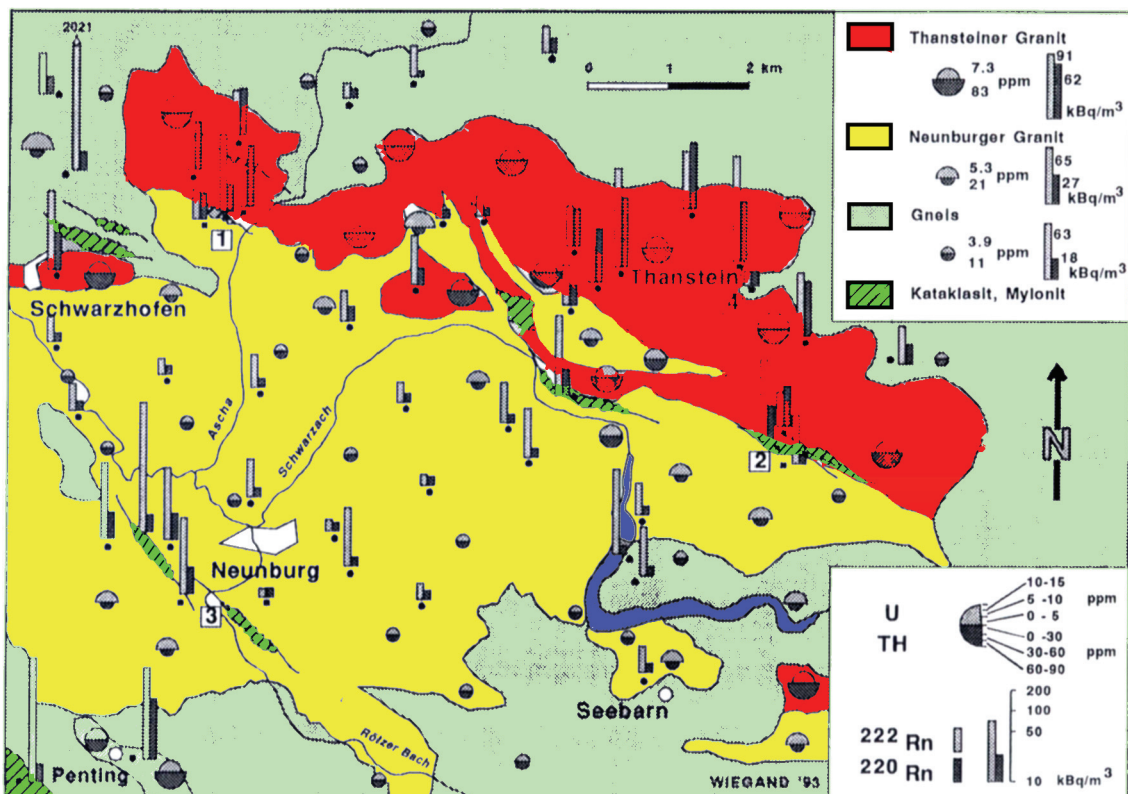 2021
0 1 2 km
Thansteiner Granit
7.3
83
ppm
91
62
kBq/m³
Neunburger Granit
5.3
21
ppm
65
27
kBq/m³
Gneis
3.9
11
ppm
63
18
kBq/m³
Kataklasit, Mylonit
1
Thanstein
4
Schwarzhofen
Ascha
Schwarzach
N
2
Neunburg
3
Seebarn
Rötzer Bach
Penting
WIEGAND '93
U
TH
10-15
5 -10
0 - 5
ppm
0 -30
30-60
60-90
ppm
222 Rn
220 Rn
200
100
50
10 kBq/m³